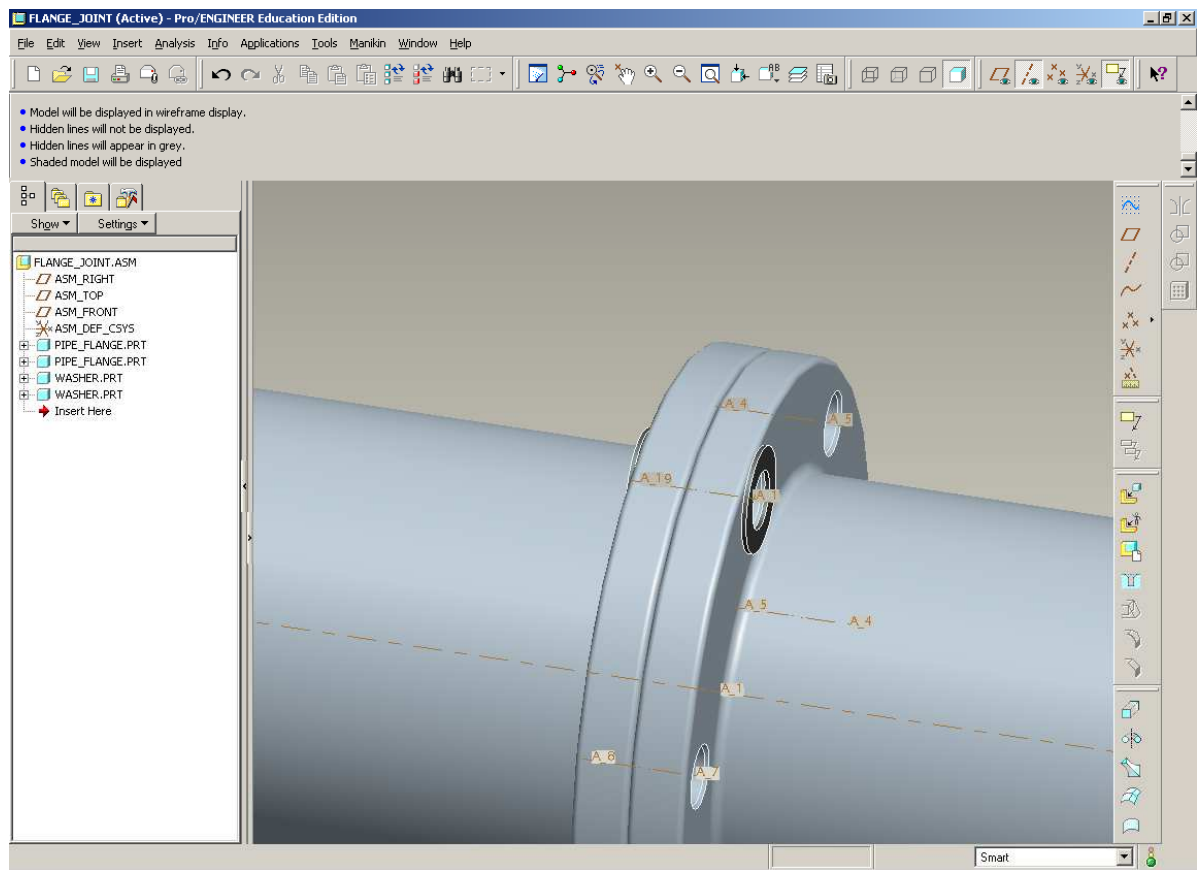 FLANGE_JOINT (Active) - Pro/ENGINEER Education Edition
File Edit View Insert Analysis Info Applications Tools Manikin Window Help
• Model will be displayed in wireframe display.
• Hidden lines will not be displayed.
• Hidden lines will appear in grey.
• Shaded model will be displayed
Show Settings
FLANGE_JOINT.ASM
ASM_RIGHT
ASM_TOP
ASM_FRONT
ASM_DEF_CSYS
PIPE_FLANGE.PRT
PIPE_FLANGE.PRT
WASHER.PRT
WASHER.PRT
Insert Here
A_4
A_5
A_19
A_1
A_5
A_4
A_1
A_6
A_7
Smart